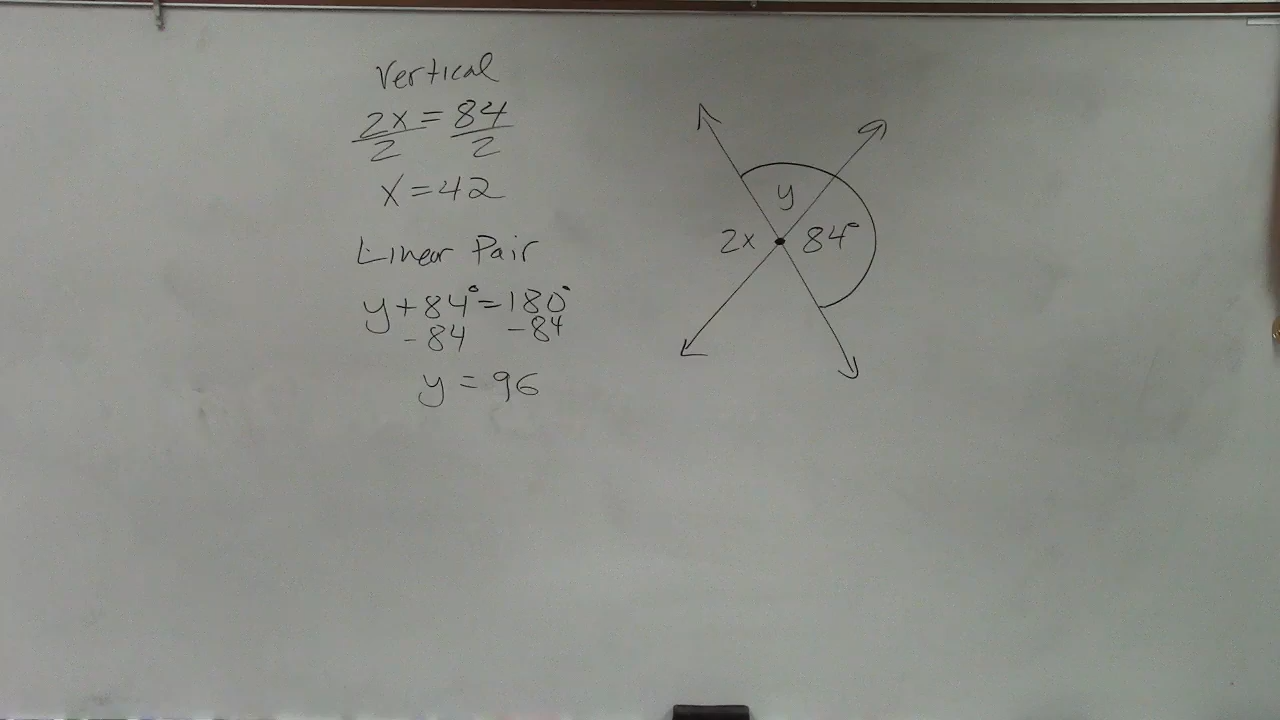 Vertical
2x = 84
2 2
x = 42
Linear Pair
y + 84° = 180°
- 84 - 84
y = 96
y
2x 84°